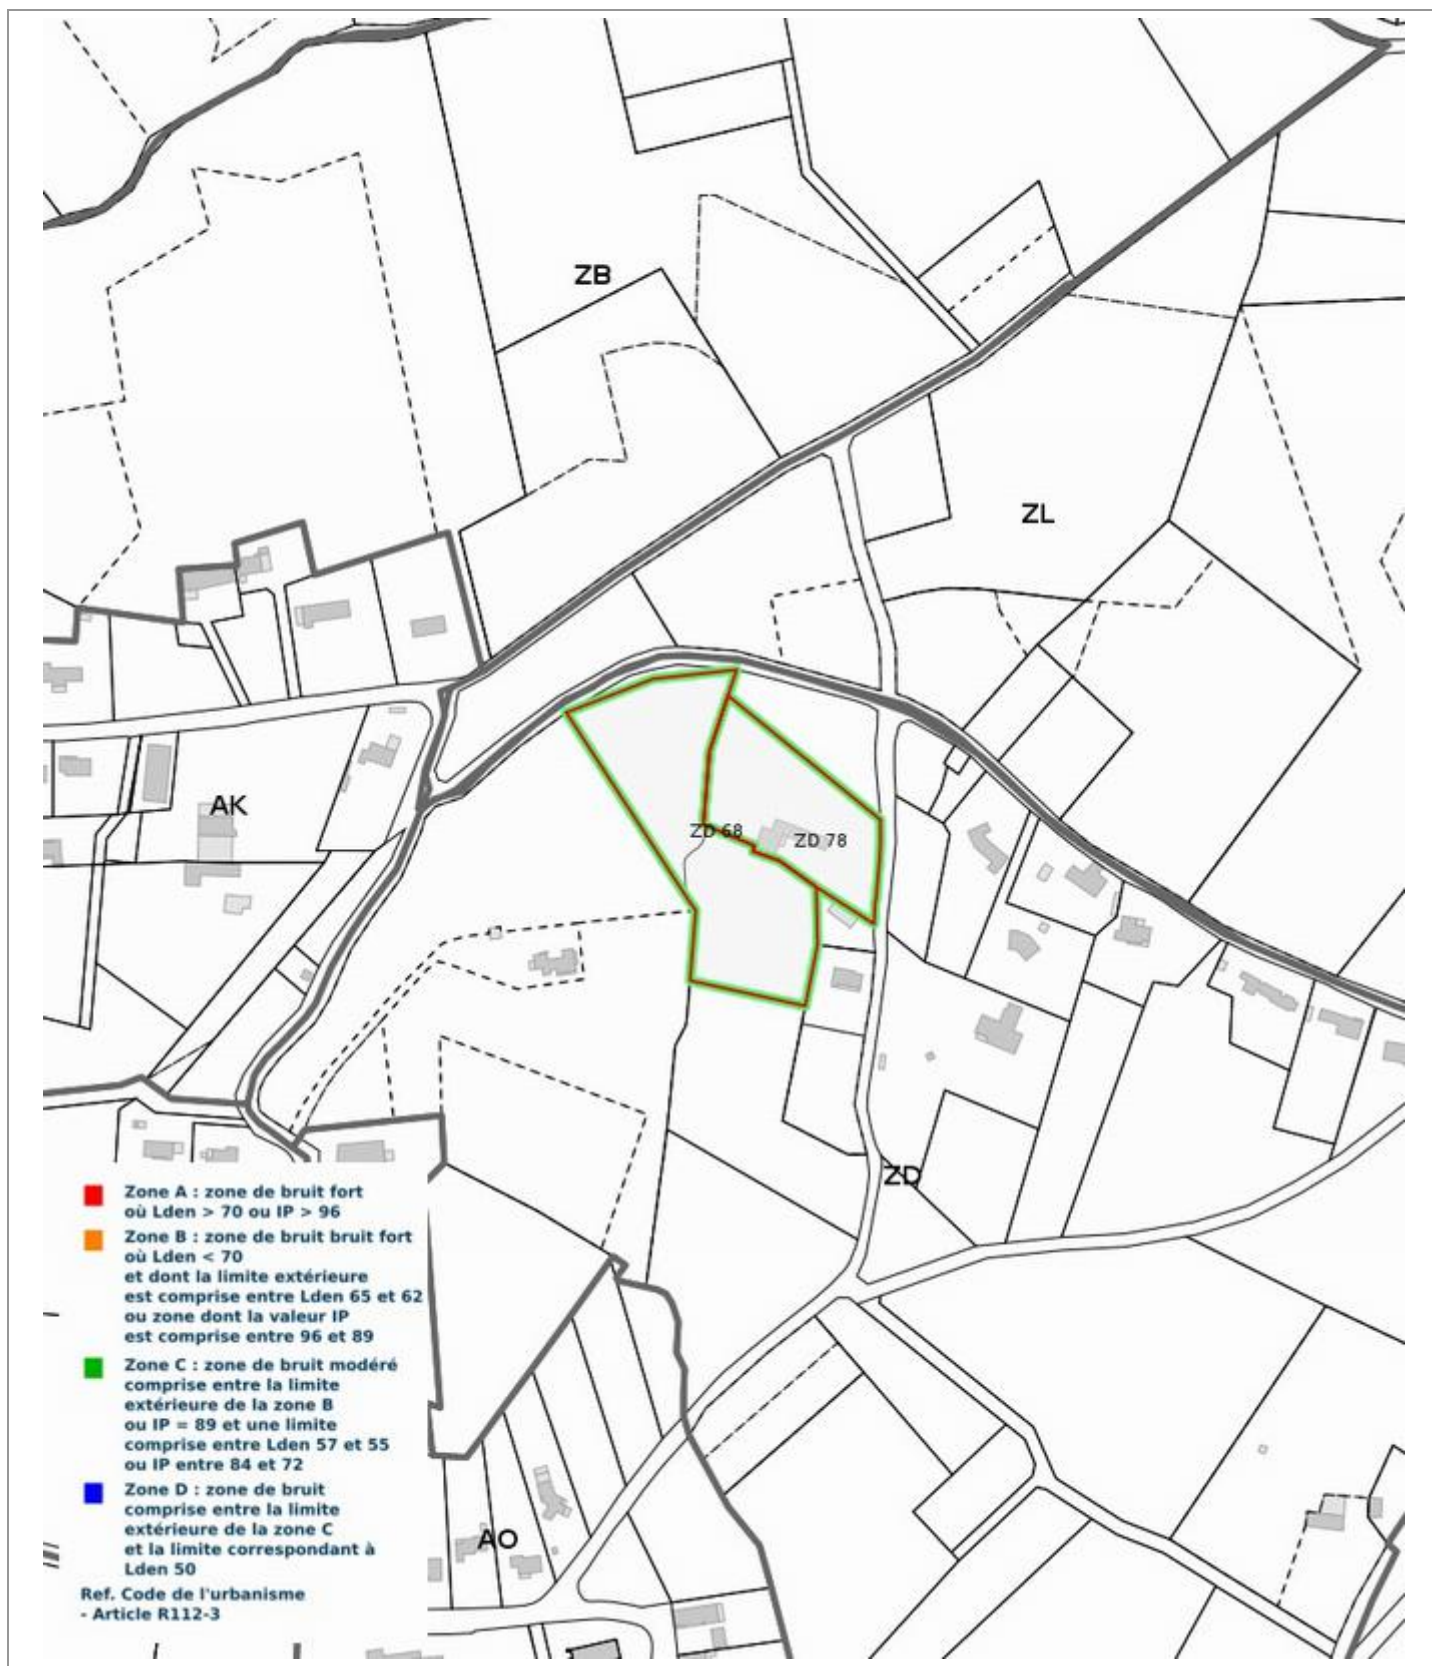 ZB
ZL
AK
ZD 68
ZD 78
ZD
Zone A : zone de bruit fort
où Lden > 70 ou IP > 96
Zone B : zone de bruit bruit fort
où Lden < 70
et dont la limite extérieure
est comprise entre Lden 65 et 62
ou zone dont la valeur IP
est comprise entre 96 et 89
Zone C : zone de bruit modéré
comprise entre la limite
extérieure de la zone B
ou IP = 89 et une limite
comprise entre Lden 57 et 55
ou IP entre 84 et 72
Zone D : zone de bruit
comprise entre la limite
extérieure de la zone C
et la limite correspondant à
Lden 50
Ref. Code de l'urbanisme
- Article R112-3
AO